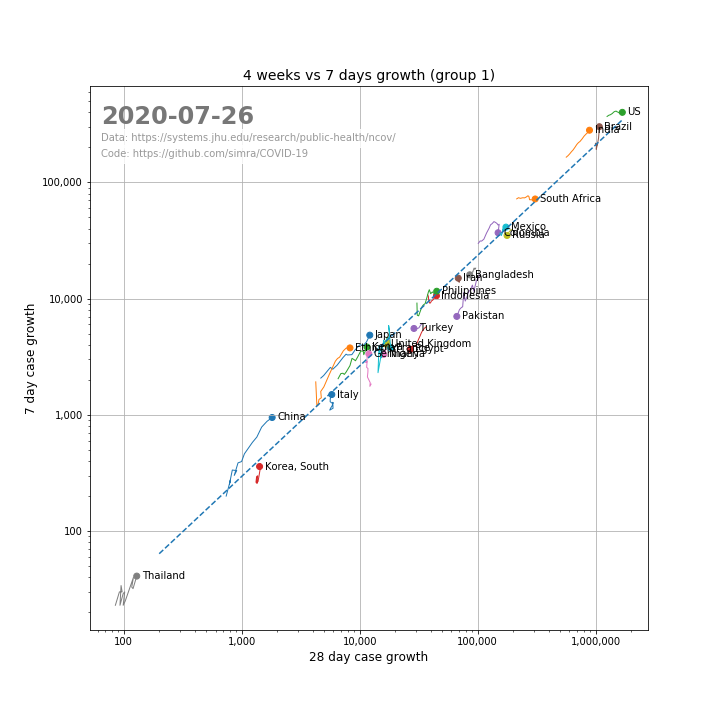 4 weeks vs 7 days growth (group 1)
2020-07-26
Data: https://systems.jhu.edu/research/public-health/ncov/
Code: https://github.com/simra/COVID-19
US
Brazil
India
100,000
South Africa
Mexico
Colombia
Russia
Bangladesh
Iran
Philippines
10,000
Indonesia
Pakistan
Turkey
Japan
United Kingdom
Italy
1,000
China
Korea, South
100
Thailand
100
1,000
10,000
100,000
1,000,000
28 day case growth
7 day case growth